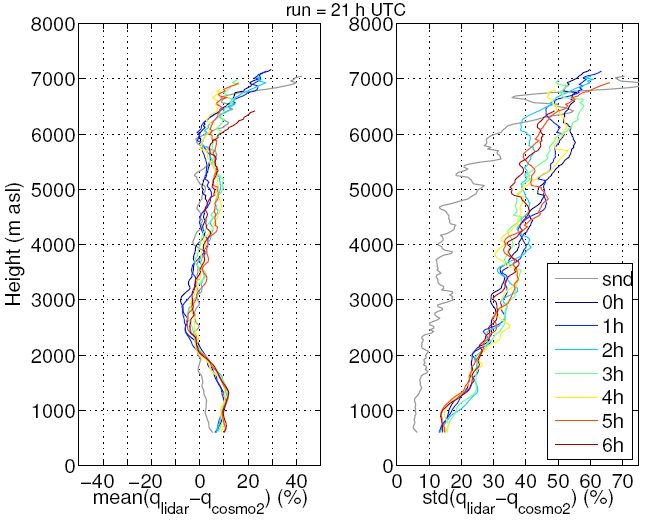 run = 21 h UTC
Height (m asl)
8000
7000
6000
5000
4000
3000
2000
1000
0
−40 −20 0 20 40
mean(q_lidar−q_cosmo2) (%)
8000
7000
6000
5000
4000
3000
2000
1000
0
0 10 20 30 40 50 60 70
std(q_lidar−q_cosmo2) (%)
snd
0h
1h
2h
3h
4h
5h
6h